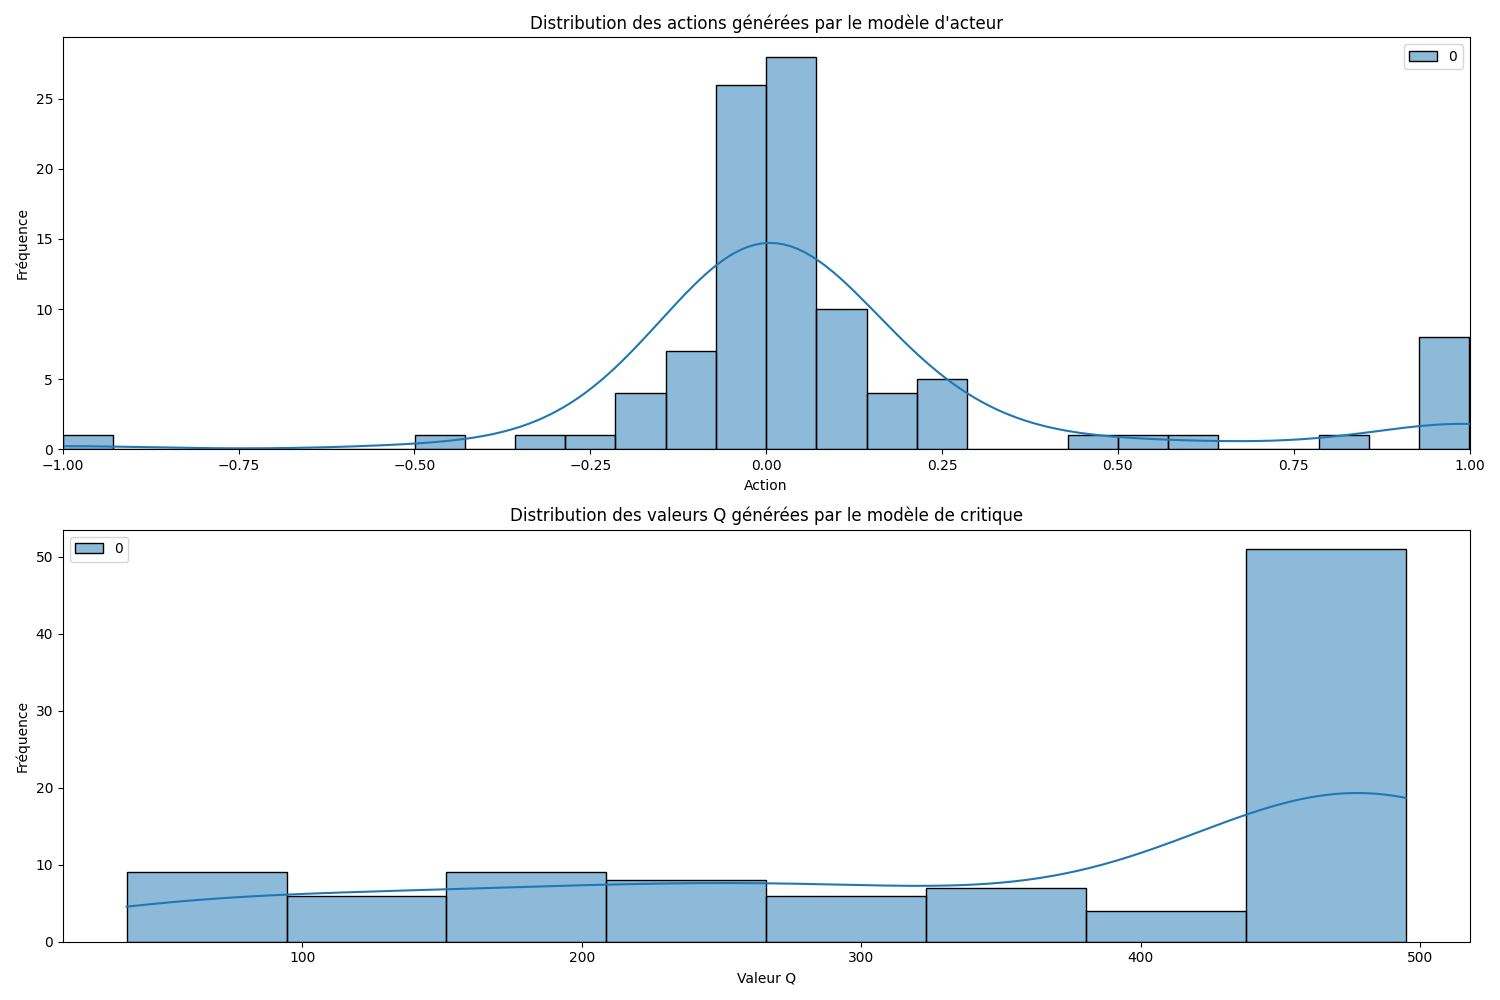 Distribution des actions générées par le modèle d'acteur
0
Fréquence
25
20
15
10
5
0
−1.00 −0.75 −0.50 −0.25 0.00 0.25 0.50 0.75 1.00
Action
Distribution des valeurs Q générées par le modèle de critique
0
Fréquence
50
40
30
20
10
0
100 200 300 400 500
Valeur Q